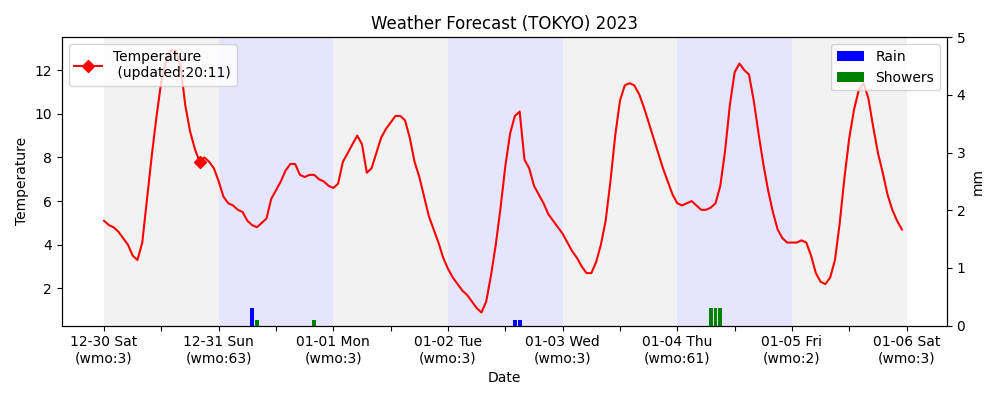 Weather Forecast (TOKYO) 2023
Temperature
(updated:20:11)
Rain
Showers
Temperature
12
10
8
6
4
2
5
4
3
2
1
0
mm
12-30 Sat
(wmo:3)
12-31 Sun
(wmo:63)
01-01 Mon
(wmo:3)
01-02 Tue
(wmo:3)
01-03 Wed
(wmo:3)
01-04 Thu
(wmo:61)
01-05 Fri
(wmo:2)
01-06 Sat
(wmo:3)
Date